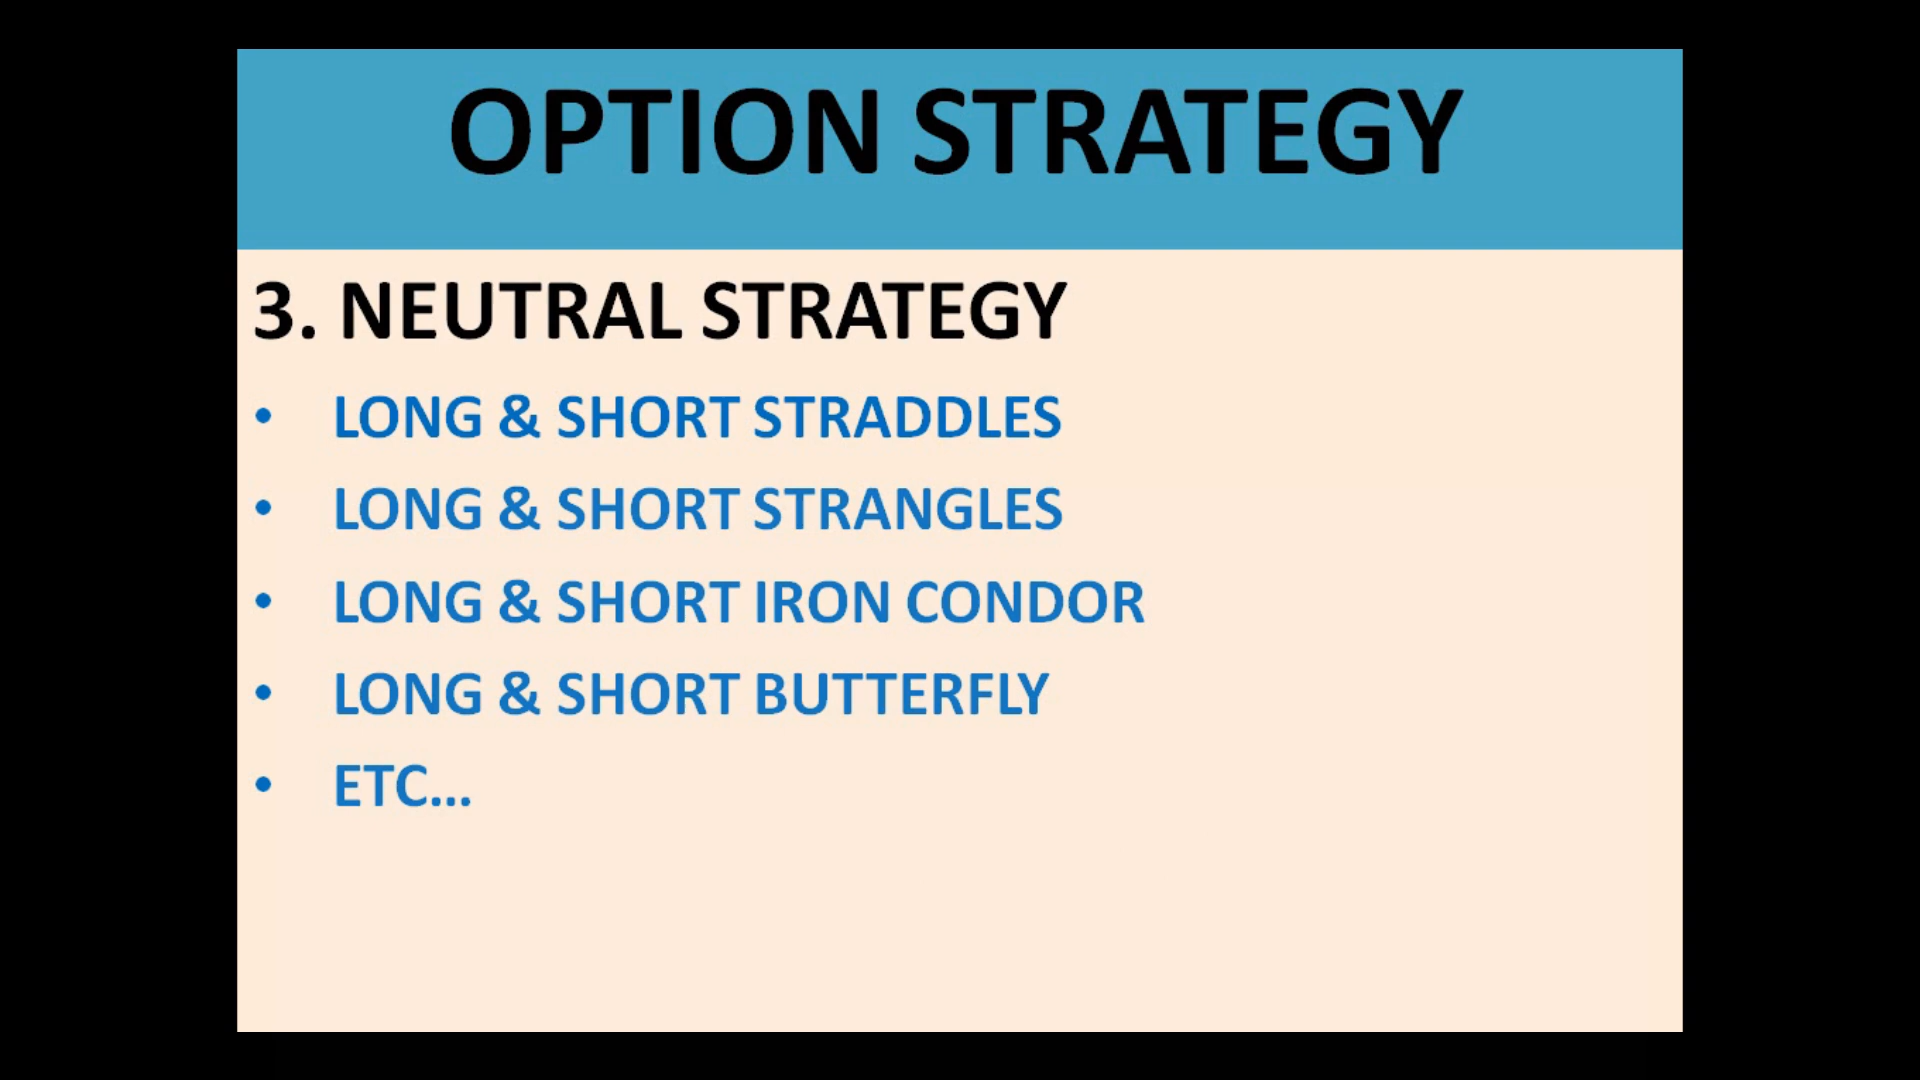 OPTION STRATEGY
3. NEUTRAL STRATEGY
• LONG & SHORT STRADDLES
• LONG & SHORT STRANGLES
• LONG & SHORT IRON CONDOR
• LONG & SHORT BUTTERFLY
• ETC...